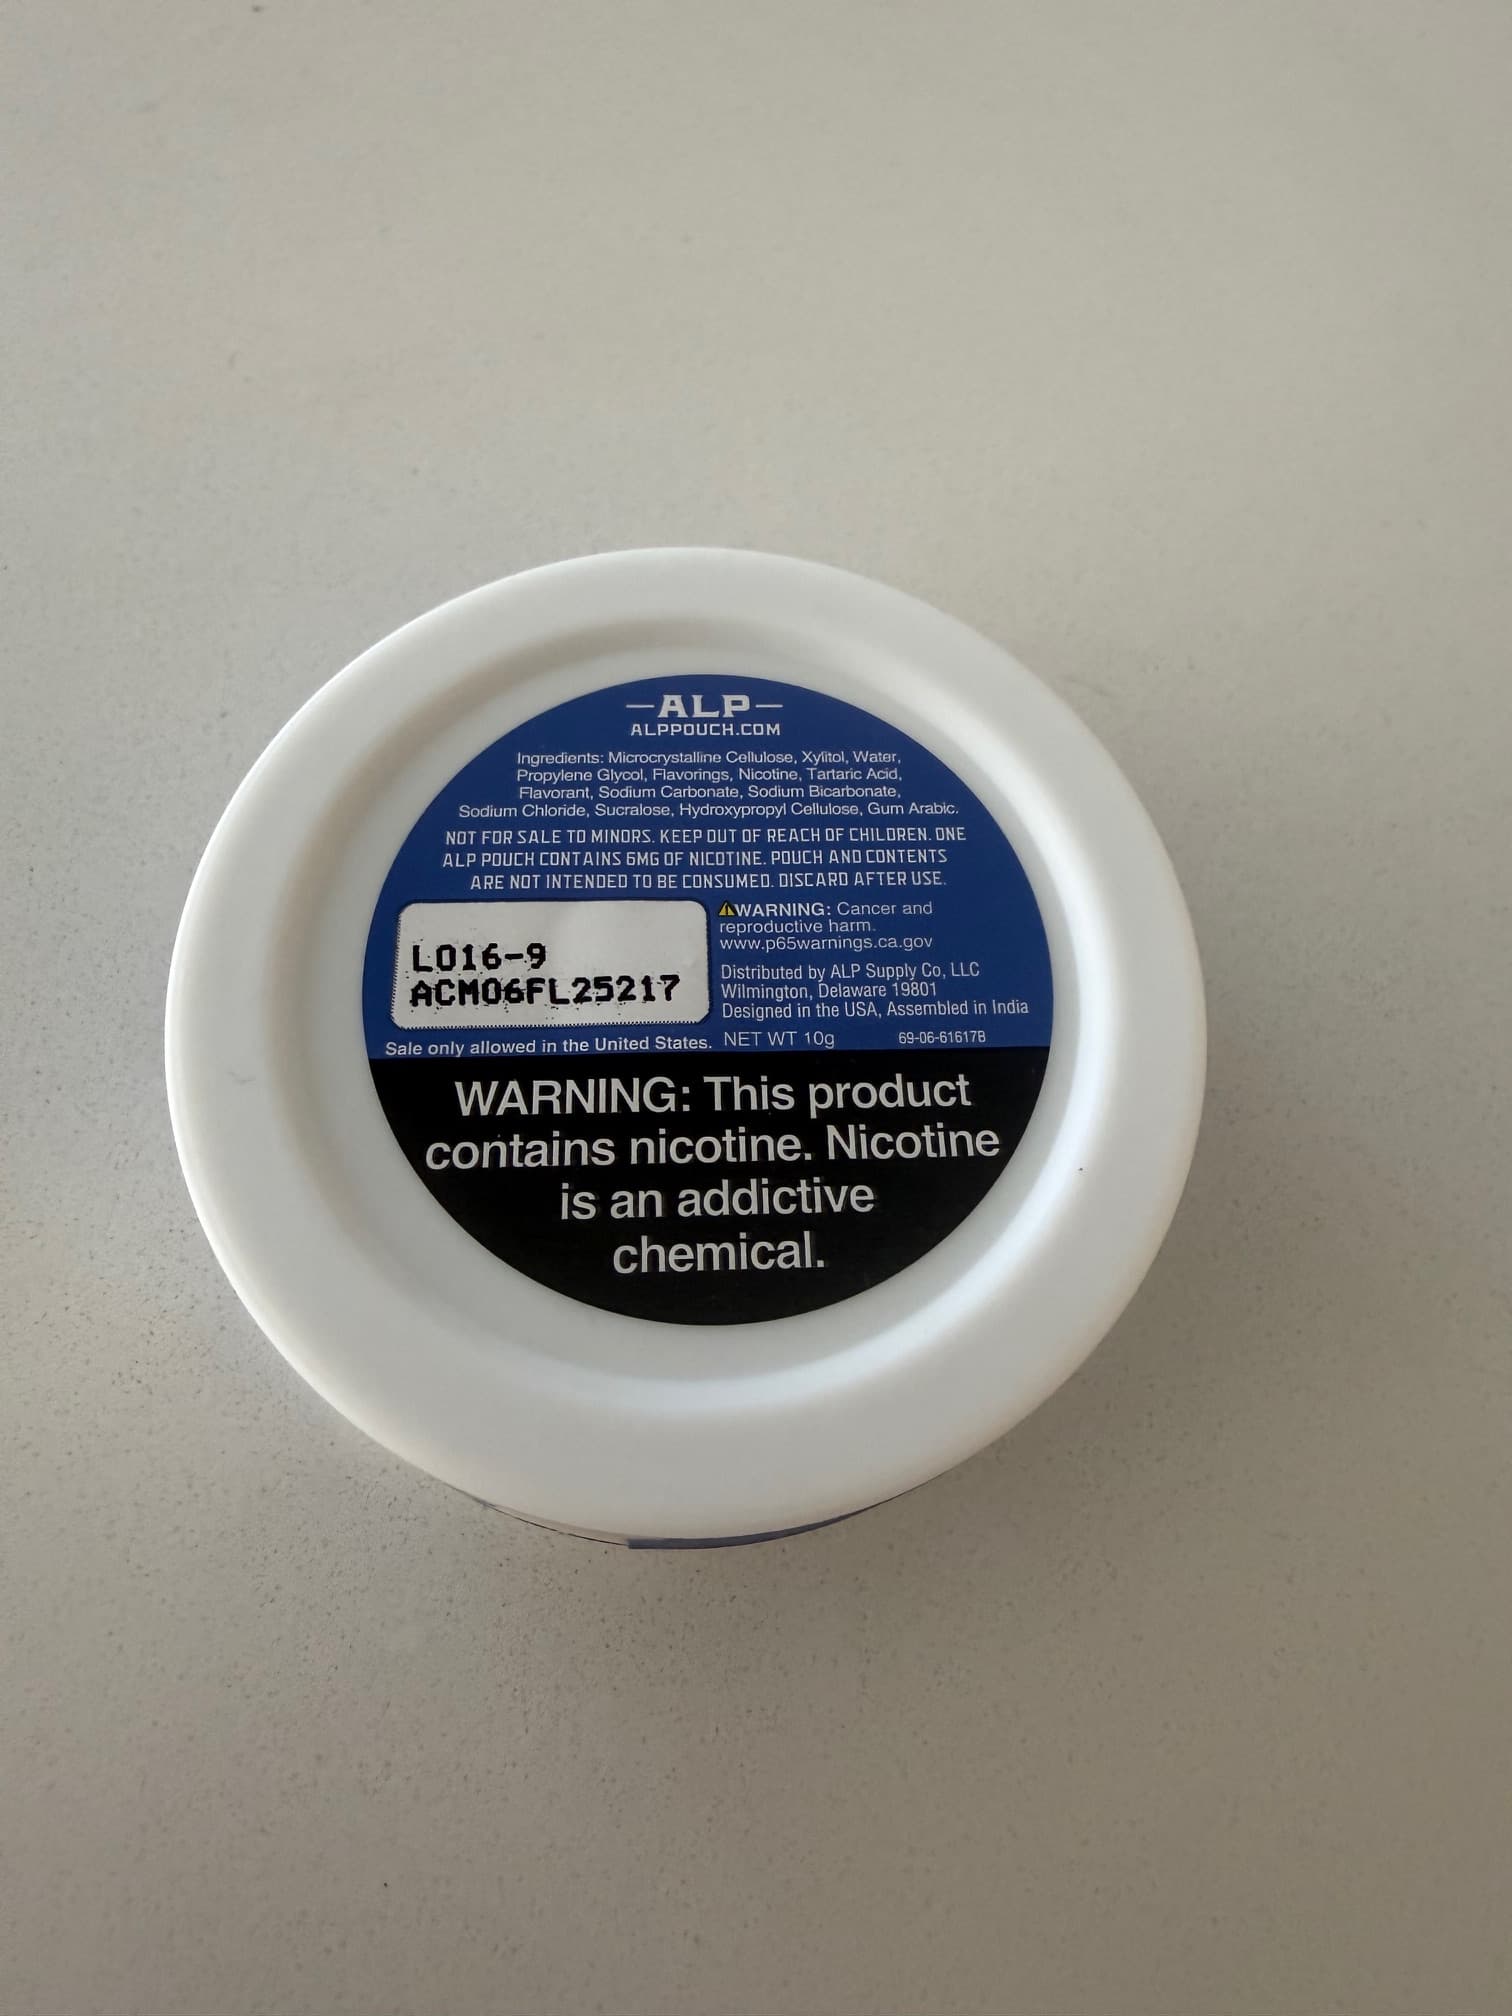 —ALP—
ALPPOUCH.COM
Ingredients: Microcrystalline Cellulose, Xylitol, Water,
Propylene Glycol, Flavorings, Nicotine, Tartaric Acid,
Flavorant, Sodium Carbonate, Sodium Bicarbonate,
Sodium Chloride, Sucralose, Hydroxypropyl Cellulose, Gum Arabic.
NOT FOR SALE TO MINORS. KEEP OUT OF REACH OF CHILDREN. ONE
ALP POUCH CONTAINS 6MG OF NICOTINE. POUCH AND CONTENTS
ARE NOT INTENDED TO BE CONSUMED. DISCARD AFTER USE.
L016-9
ACM06FL25217
⚠WARNING: Cancer and
reproductive harm.
www.p65warnings.ca.gov
Distributed by ALP Supply Co, LLC
Wilmington, Delaware 19801
Designed in the USA, Assembled in India
Sale only allowed in the United States. NET WT 10g 69-06-61617B
WARNING: This product
contains nicotine. Nicotine
is an addictive
chemical.